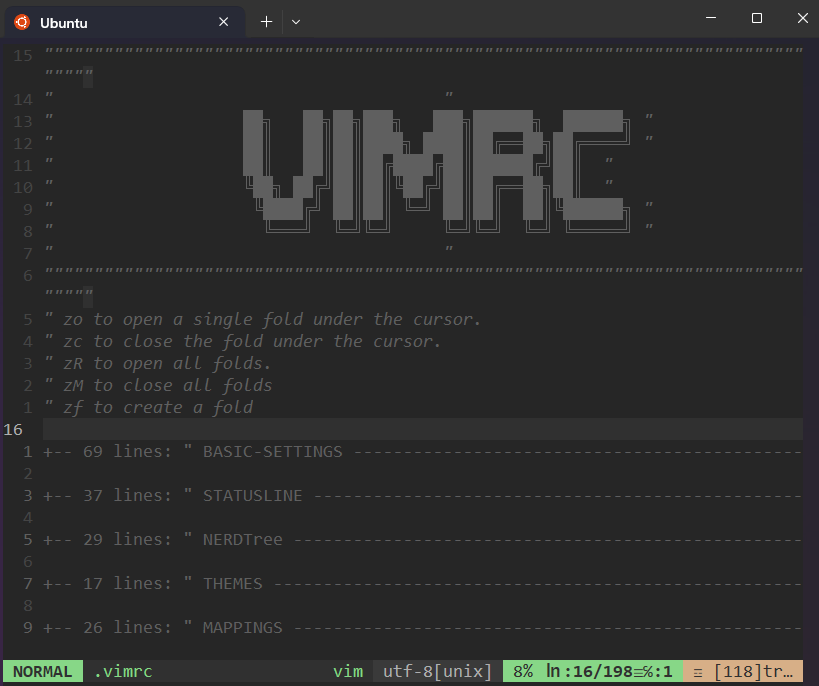 Ubuntu
15 """"""""""""""""""""""""""""""""""""""""""""""""""""""""""""""""""""""""""""
"""""
14 " "
13 " "
12 " "
11 " "
10 " "
9 " "
8 " "
VIMRC
7 " "
6 """"""""""""""""""""""""""""""""""""""""""""""""""""""""""""""""""""""""""""
"""""
5 " zo to open a single fold under the cursor.
4 " zc to close the fold under the cursor.
3 " zR to open all folds.
2 " zM to close all folds
1 " zf to create a fold
16
1 +-- 69 lines: " BASIC-SETTINGS ---------------------------------------------
2
3 +-- 37 lines: " STATUSLINE -------------------------------------------------
4
5 +-- 29 lines: " NERDTree ---------------------------------------------------
6
7 +-- 17 lines: " THEMES -----------------------------------------------------
8
9 +-- 26 lines: " MAPPINGS ---------------------------------------------------
NORMAL .vimrc vim utf-8[unix] 8% ln:16/198≡%:1 ≡ [118]tr…